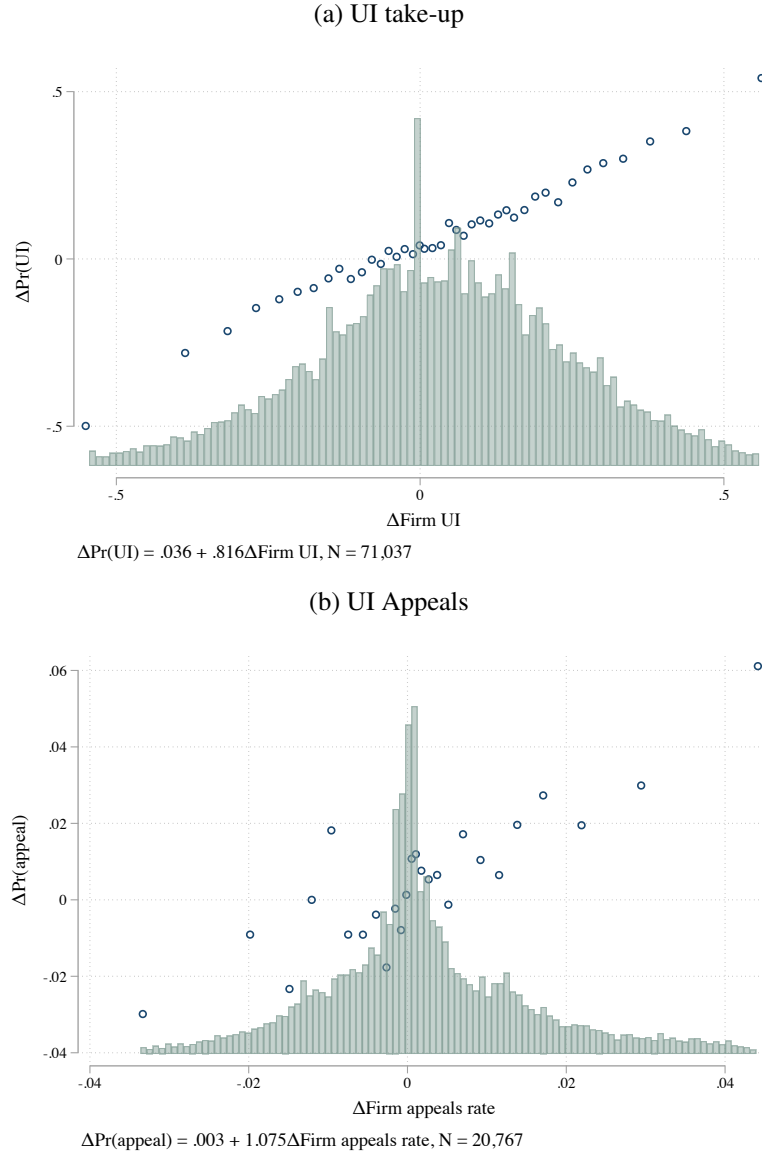 (a) UI take-up
.5
0
-.5
ΔPr(UI)
-.5 0 .5
ΔFirm UI
ΔPr(UI) = .036 + .816ΔFirm UI, N = 71,037
(b) UI Appeals
.06
.04
.02
0
-.02
-.04
ΔPr(appeal)
-.04 -.02 0 .02 .04
ΔFirm appeals rate
ΔPr(appeal) = .003 + 1.075ΔFirm appeals rate, N = 20,767